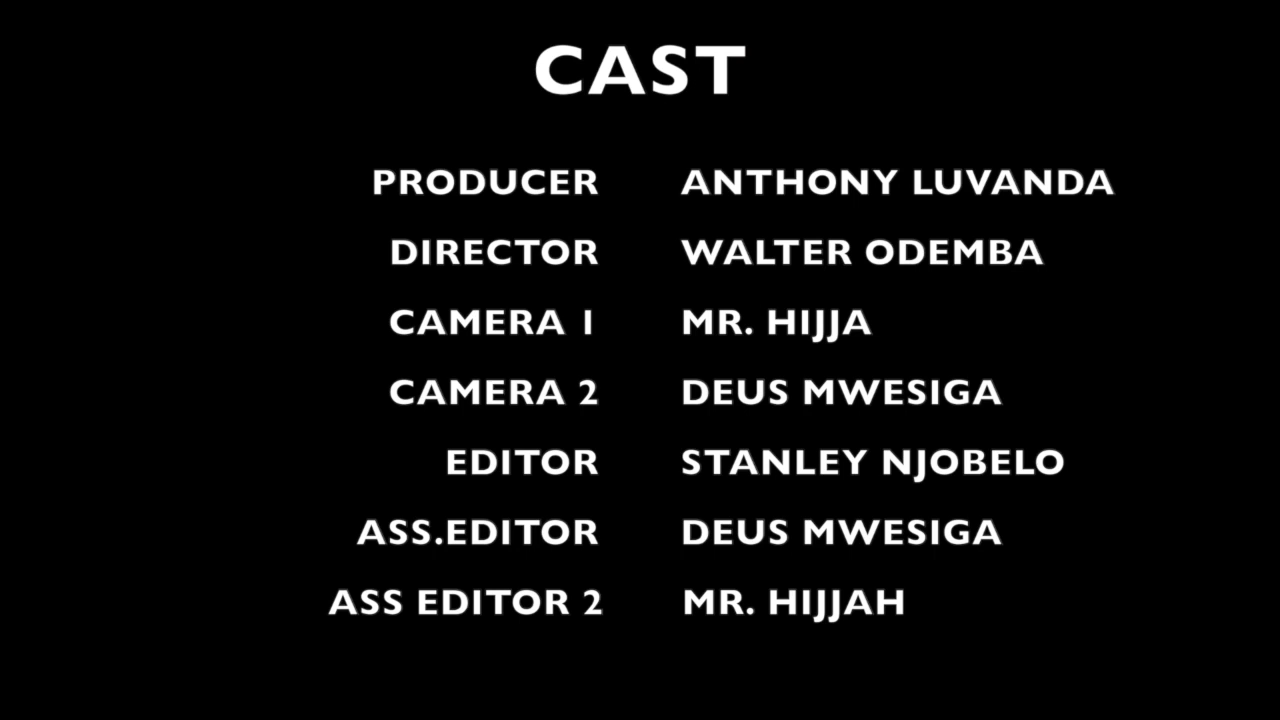 CAST
PRODUCER ANTHONY LUVANDA
DIRECTOR WALTER ODEMBA
CAMERA 1 MR. HIJJA
CAMERA 2 DEUS MWESIGA
EDITOR STANLEY NJOBELO
ASS.EDITOR DEUS MWESIGA
ASS EDITOR 2 MR. HIJJAH